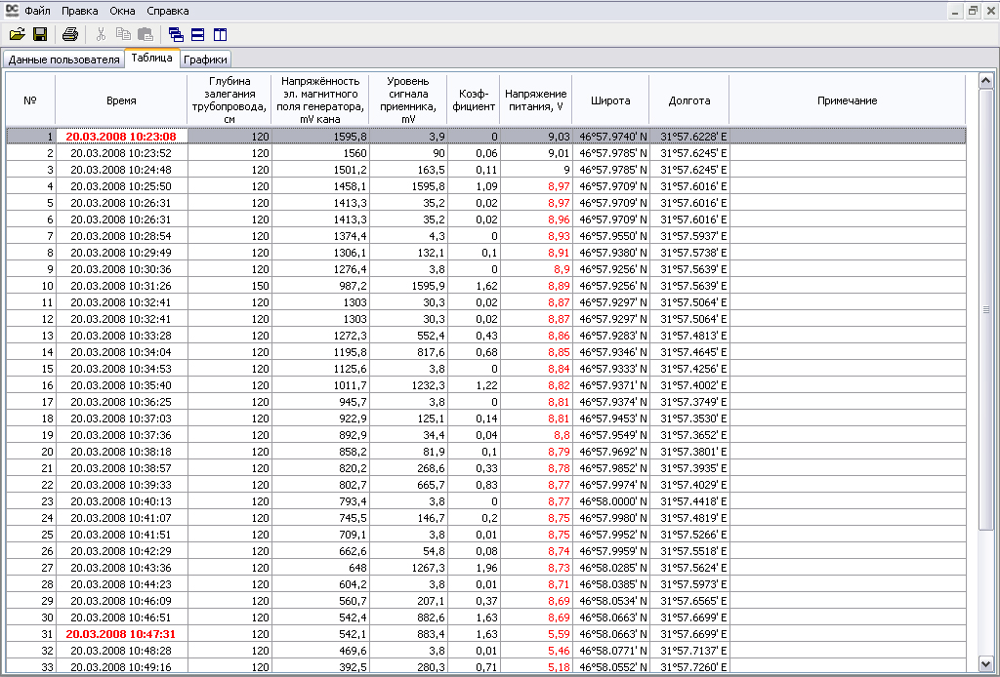 DC Файл Правка Окна Справка
Данные пользователя Таблица Графики
№ Время Глубина залегания трубопровода, см Напряжённость эл. магнитного поля генератора, mV кана Уровень сигнала приемника, mV Коэф-фициент Напряжение питания, V Широта Долгота Примечание
1 20.03.2008 10:23:08 120 1595,8 3,9 0 9,03 46°57.9740' N 31°57.6228' E
2 20.03.2008 10:23:52 120 1560 90 0,06 9,01 46°57.9785' N 31°57.6245' E
3 20.03.2008 10:24:48 120 1501,2 163,5 0,11 9 46°57.9785' N 31°57.6245' E
4 20.03.2008 10:25:50 120 1458,1 1595,8 1,09 8,97 46°57.9709' N 31°57.6016' E
5 20.03.2008 10:26:31 120 1413,3 35,2 0,02 8,97 46°57.9709' N 31°57.6016' E
6 20.03.2008 10:26:31 120 1413,3 35,2 0,02 8,96 46°57.9709' N 31°57.6016' E
7 20.03.2008 10:28:54 120 1374,4 4,3 0 8,93 46°57.9550' N 31°57.5937' E
8 20.03.2008 10:29:49 120 1306,1 132,1 0,1 8,91 46°57.9380' N 31°57.5738' E
9 20.03.2008 10:30:36 120 1276,4 3,8 0 8,9 46°57.9256' N 31°57.5639' E
10 20.03.2008 10:31:26 150 987,2 1595,9 1,62 8,89 46°57.9256' N 31°57.5639' E
11 20.03.2008 10:32:41 120 1303 30,3 0,02 8,87 46°57.9297' N 31°57.5064' E
12 20.03.2008 10:32:41 120 1303 30,3 0,02 8,87 46°57.9297' N 31°57.5064' E
13 20.03.2008 10:33:28 120 1272,3 552,4 0,43 8,86 46°57.9283' N 31°57.4813' E
14 20.03.2008 10:34:04 120 1195,8 817,6 0,68 8,85 46°57.9346' N 31°57.4645' E
15 20.03.2008 10:34:53 120 1125,6 3,8 0 8,84 46°57.9333' N 31°57.4256' E
16 20.03.2008 10:35:40 120 1011,7 1232,3 1,22 8,82 46°57.9371' N 31°57.4002' E
17 20.03.2008 10:36:25 120 945,7 3,8 0 8,81 46°57.9374' N 31°57.3749' E
18 20.03.2008 10:37:03 120 922,9 125,1 0,14 8,81 46°57.9453' N 31°57.3530' E
19 20.03.2008 10:37:36 120 892,9 34,4 0,04 8,8 46°57.9549' N 31°57.3652' E
20 20.03.2008 10:38:18 120 858,2 81,9 0,1 8,79 46°57.9692' N 31°57.3801' E
21 20.03.2008 10:38:57 120 820,2 268,6 0,33 8,78 46°57.9852' N 31°57.3935' E
22 20.03.2008 10:39:33 120 802,7 665,7 0,83 8,77 46°57.9974' N 31°57.4029' E
23 20.03.2008 10:40:13 120 793,4 3,8 0 8,77 46°58.0000' N 31°57.4418' E
24 20.03.2008 10:41:07 120 745,5 146,7 0,2 8,75 46°57.9980' N 31°57.4819' E
25 20.03.2008 10:41:51 120 709,1 3,8 0,01 8,75 46°57.9952' N 31°57.5266' E
26 20.03.2008 10:42:29 120 662,6 54,8 0,08 8,74 46°57.9959' N 31°57.5518' E
27 20.03.2008 10:43:36 120 648 1267,3 1,96 8,73 46°58.0285' N 31°57.5624' E
28 20.03.2008 10:44:23 120 604,2 3,8 0,01 8,71 46°58.0385' N 31°57.5973' E
29 20.03.2008 10:46:09 120 560,7 207,1 0,37 8,69 46°58.0534' N 31°57.6565' E
30 20.03.2008 10:46:51 120 542,4 882,6 1,63 8,69 46°58.0663' N 31°57.6699' E
31 20.03.2008 10:47:31 120 542,1 883,4 1,63 5,59 46°58.0663' N 31°57.6699' E
32 20.03.2008 10:48:28 120 469,6 3,8 0,01 5,46 46°58.0771' N 31°57.7137' E
33 20.03.2008 10:49:16 120 392,5 280,3 0,71 5,18 46°58.0552' N 31°57.7260' E